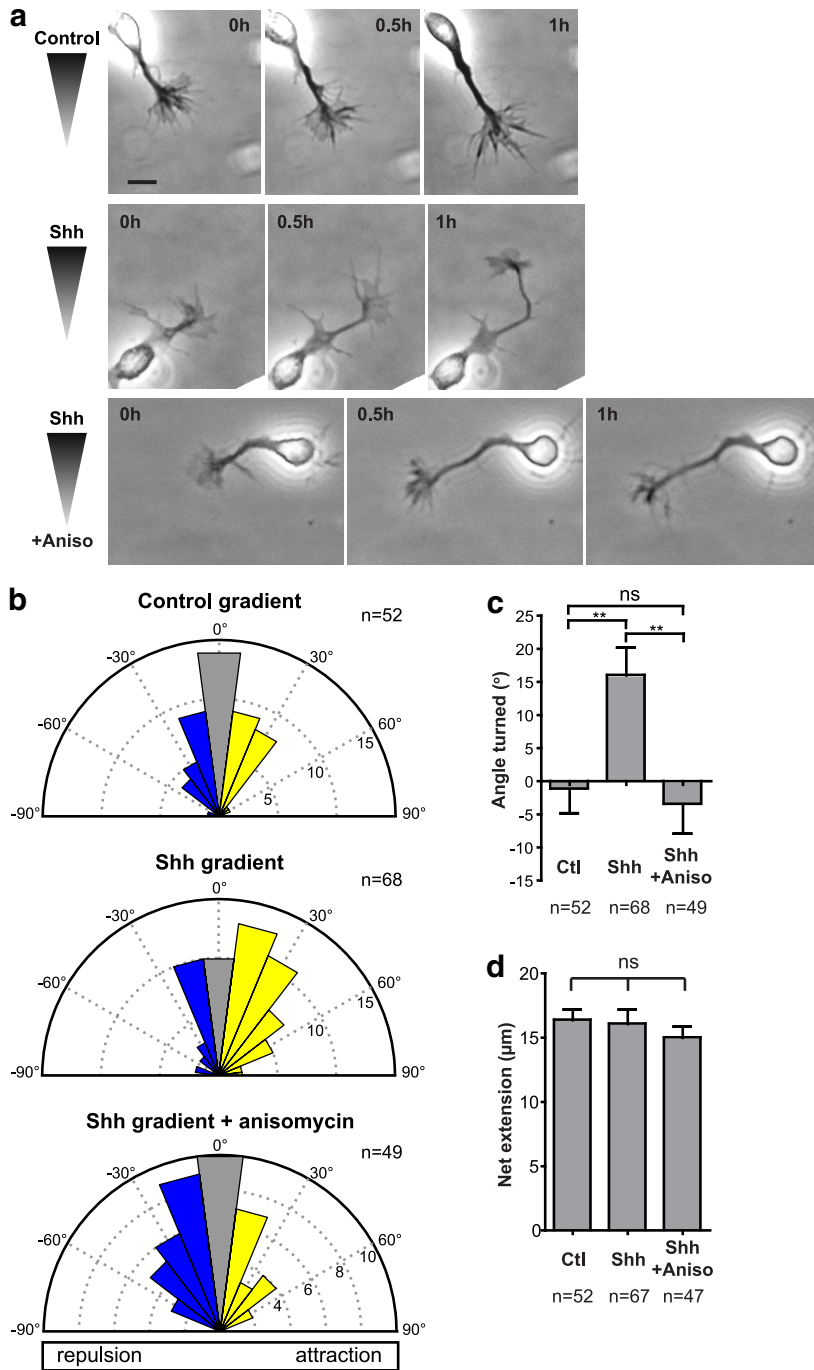 a
Control
0h
0.5h
1h
Shh
0h
0.5h
1h
Shh
+Aniso
0h
0.5h
1h
b
Control gradient
n=52
0°
-30°
30°
-60°
60°
-90°
90°
5
10
15
Shh gradient
n=68
0°
-30°
30°
-60°
60°
-90°
90°
5
10
15
Shh gradient + anisomycin
n=49
0°
-30°
30°
-60°
60°
-90°
90°
4
6
8
10
repulsion
attraction
c
ns
**
**
Angle turned (°)
25
20
15
10
5
0
-5
-10
-15
Ctl
Shh
Shh
+Aniso
n=52
n=68
n=49
d
ns
Net extension (µm)
20
15
10
5
0
Ctl
Shh
Shh
+Aniso
n=52
n=67
n=47